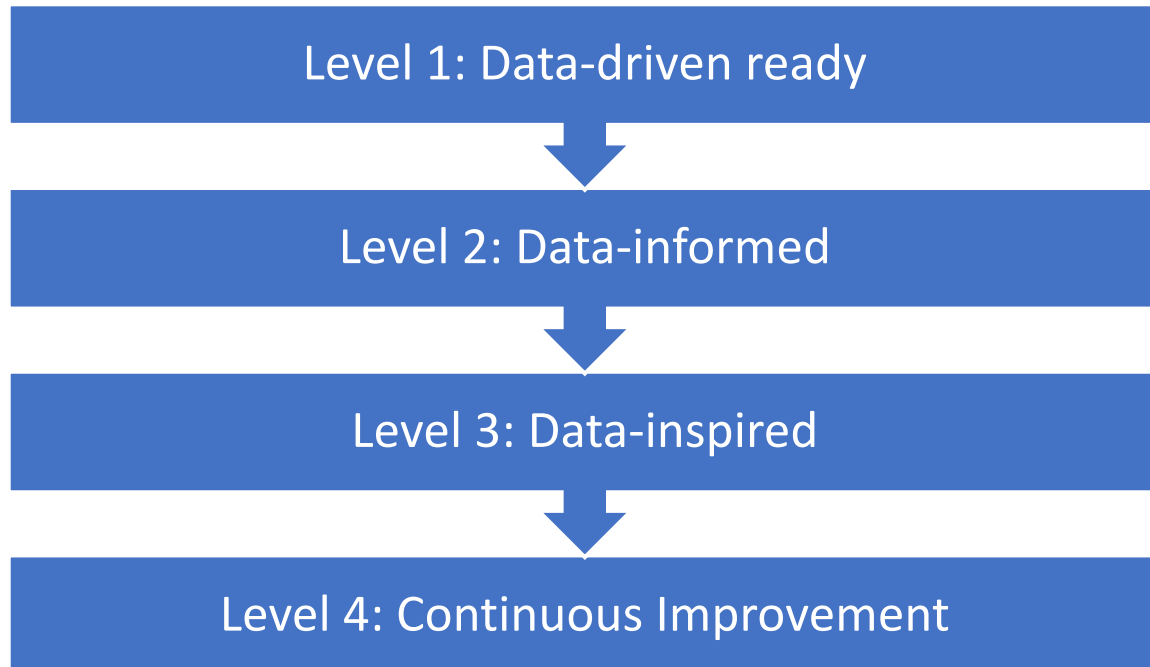 Level 1: Data-driven ready
Level 2: Data-informed
Level 3: Data-inspired
Level 4: Continuous Improvement